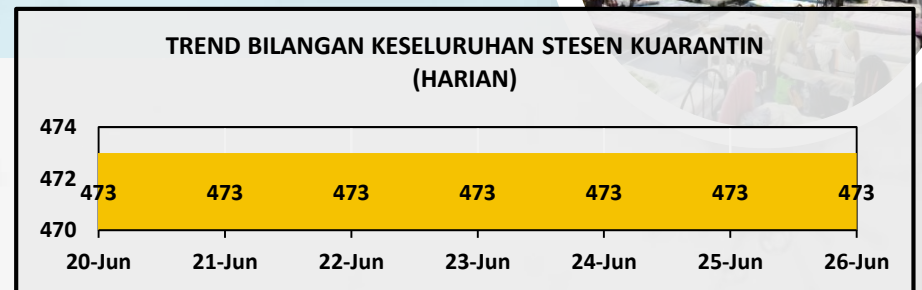 TREND BILANGAN KESELURUHAN STESEN KUARANTIN
(HARIAN)
474
472
470
473 473 473 473 473 473 473
20-Jun 21-Jun 22-Jun 23-Jun 24-Jun 25-Jun 26-Jun